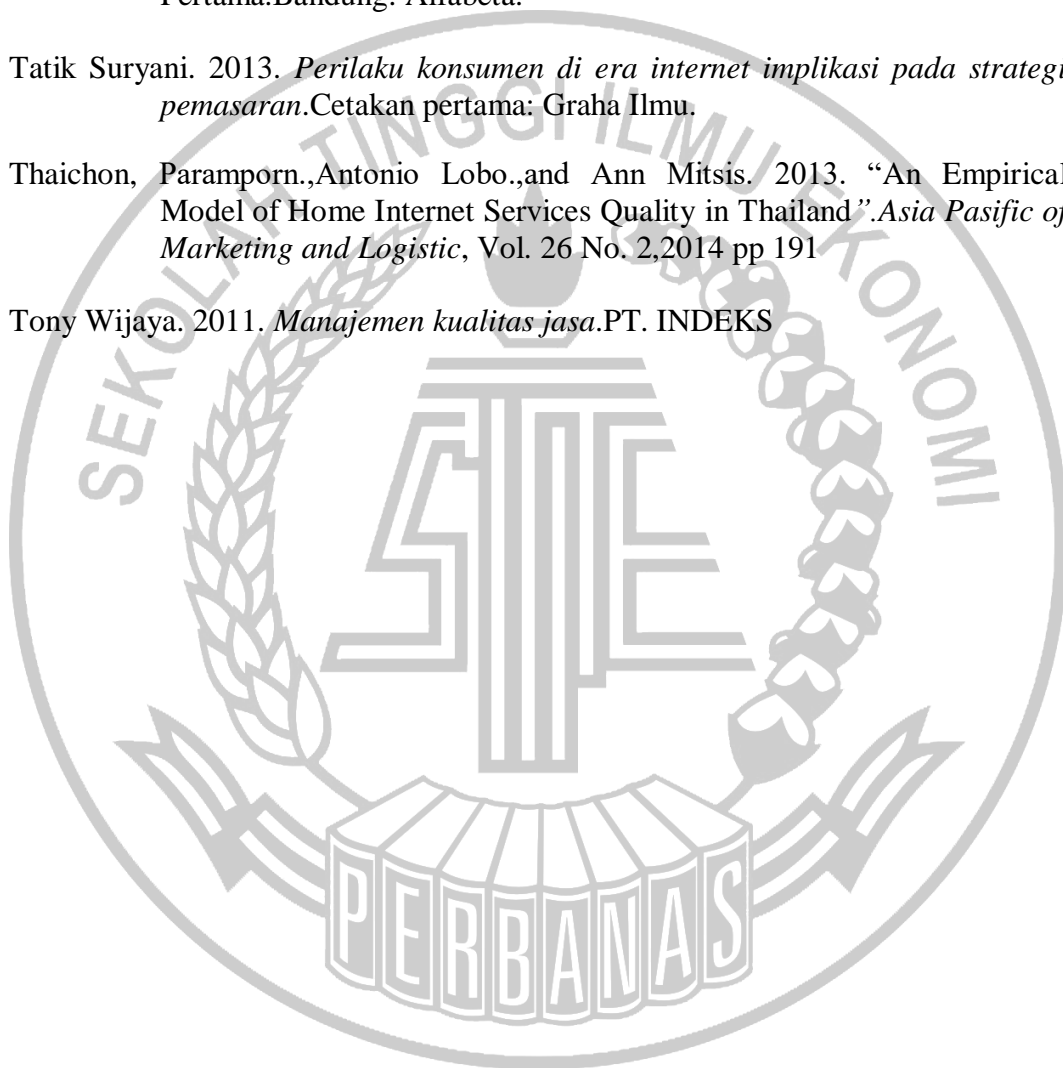 Pertama.Bandung: Alfabeta.
Tatik Suryani. 2013. Perilaku konsumen di era internet implikasi pada strategi
pemasaran.Cetakan pertama: Graha Ilmu.
Thaichon, Paramporn.,Antonio Lobo.,and Ann Mitsis. 2013. “An Empirical
Model of Home Internet Services Quality in Thailand”.Asia Pasific of
Marketing and Logistic, Vol. 26 No. 2,2014 pp 191
Tony Wijaya. 2011. Manajemen kualitas jasa.PT. INDEKS
SEKOLAH TINGGI ILMU EKONOMI
STIE
PERBANAS